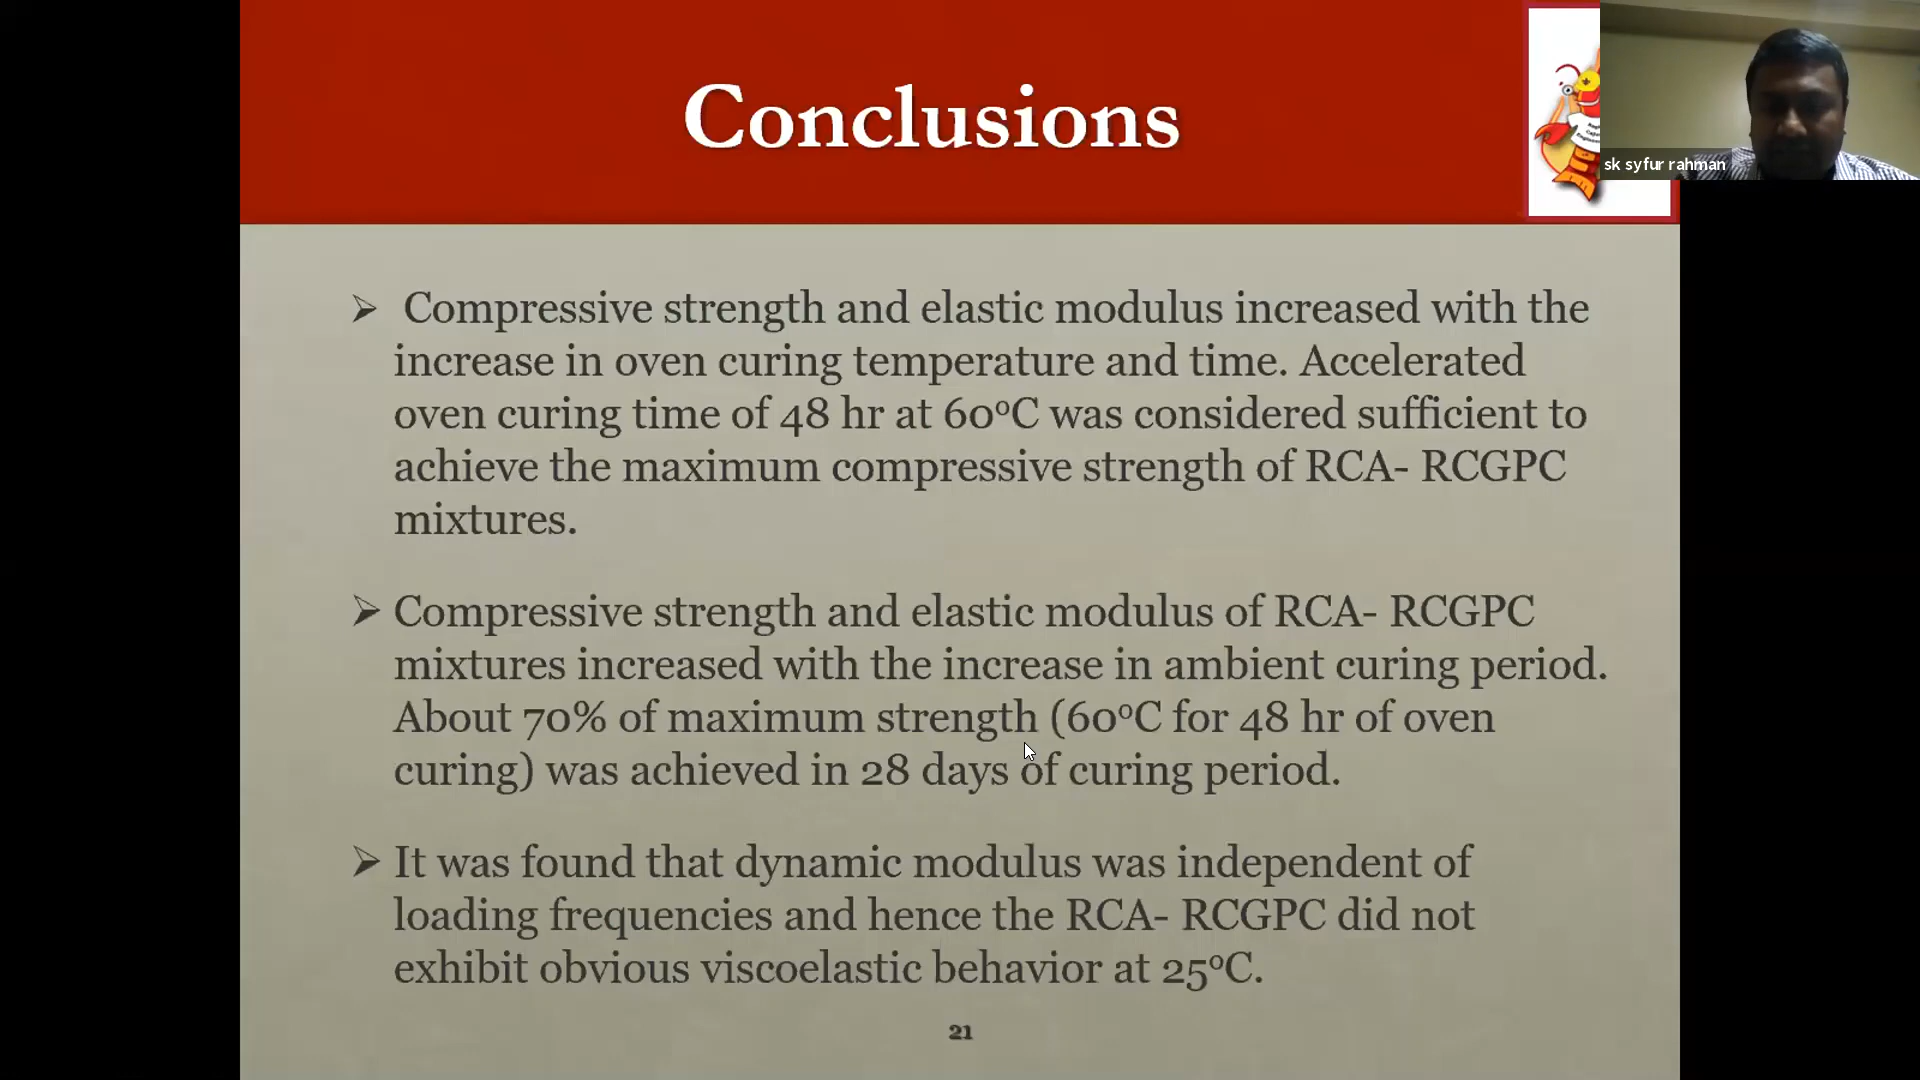 Conclusions
sk syfur rahman
➢ Compressive strength and elastic modulus increased with the
increase in oven curing temperature and time. Accelerated
oven curing time of 48 hr at 60°C was considered sufficient to
achieve the maximum compressive strength of RCA- RCGPC
mixtures.
➢ Compressive strength and elastic modulus of RCA- RCGPC
mixtures increased with the increase in ambient curing period.
About 70% of maximum strength (60°C for 48 hr of oven
curing) was achieved in 28 days of curing period.
➢ It was found that dynamic modulus was independent of
loading frequencies and hence the RCA- RCGPC did not
exhibit obvious viscoelastic behavior at 25°C.
21